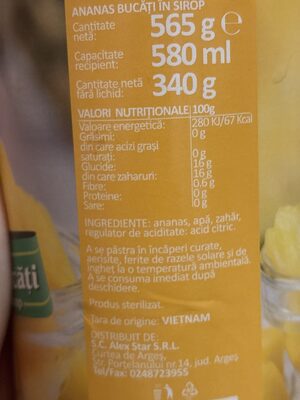 ANANAS BUCĂȚI ÎN SIROP
Cantitate netă: 565 g ℮
Capacitate recipient: 580 ml
Cantitate netă fără lichid: 340 g
VALORI NUTRIȚIONALE 100g
Valoare energetică: 280 KJ/67 Kcal
Grăsimi: 0 g
din care acizi grași
saturați: 0 g
Glucide: 16 g
din care zaharuri: 16 g
Fibre: 0.6 g
Proteine: 0 g
Sare: 0 g
INGREDIENTE: ananas, apă, zahăr,
regulator de aciditate: acid citric.
A se păstra în încăperi curate,
aerisite, ferite de razele solare și de
îngheț la o temperatură ambientală.
A se consuma imediat după
deschidere.
Produs sterilizat.
Țara de origine: VIETNAM
DISTRIBUIT DE:
S.C. Alex Star S.R.L.
Curtea de Argeș,
Str. Portelanului nr.14, jud. Argeș
Tel/Fax: 0248723955